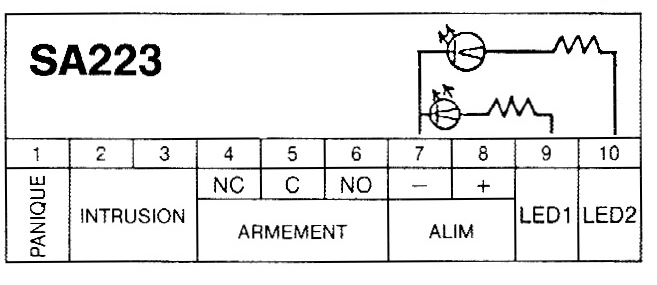 SA223
1 2 3 4 5 6 7 8 9 10
PANIQUE
INTRUSION
NC C NO − +
ARMEMENT
ALIM
LED1 LED2